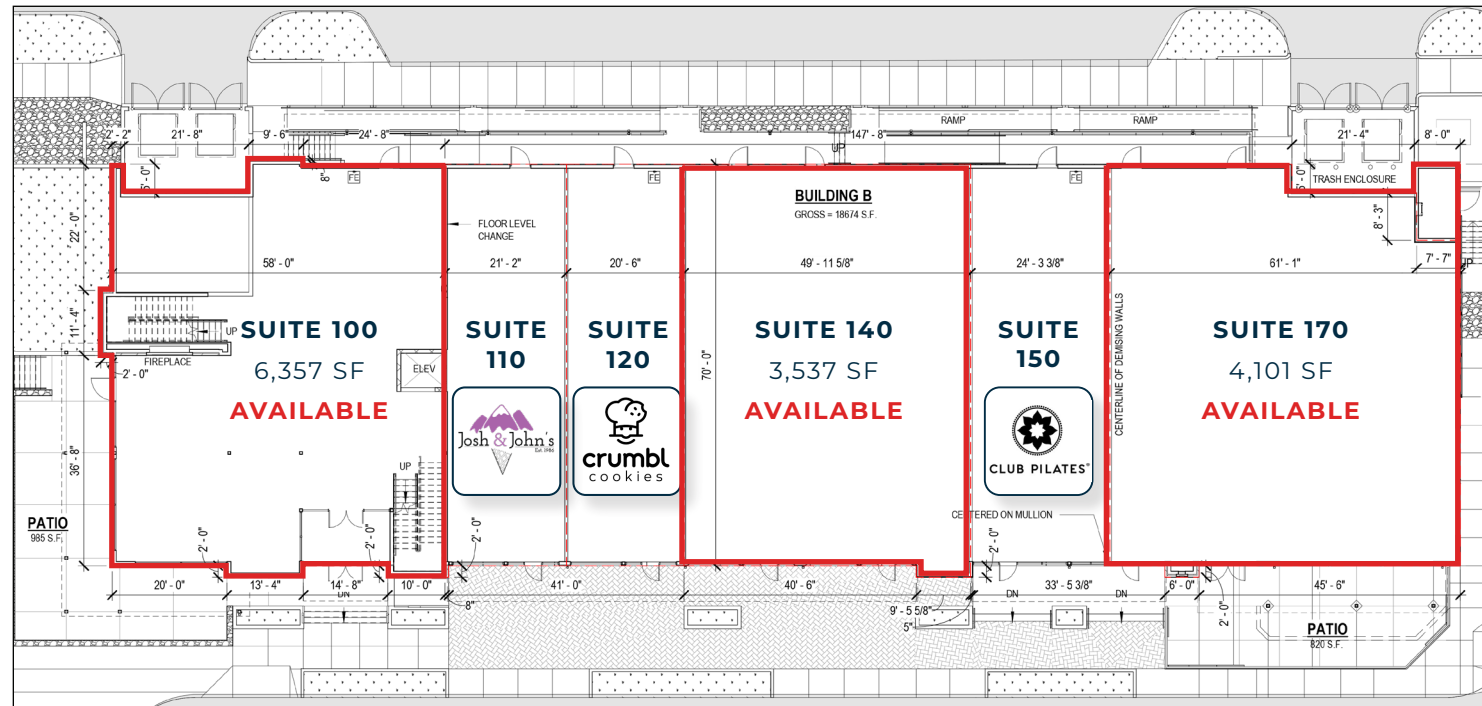 2' - 2"
21' - 8"
9' - 6"
24' - 8"
147' - 8"
UP
RAMP
RAMP
21' - 4"
8' - 0"
8"
FE
FE
FE
TRASH ENCLOSURE
BUILDING B
GROSS = 18674 S.F.
FLOOR LEVEL
CHANGE
22' - 0"
8' - 3"
7' - 7"
UP
58' - 0"
21' - 2"
20' - 6"
49' - 11 5/8"
24' - 3 3/8"
61' - 1"
11' - 4"
UP
FIREPLACE
2' - 0"
ELEV
SUITE 100
6,357 SF
AVAILABLE
SUITE
110
Josh & John's
Est. 1986
SUITE
120
crumbl
cookies
70' - 0"
SUITE 140
3,537 SF
AVAILABLE
SUITE
150
CLUB PILATES®
CENTERLINE OF DEMISING WALLS
SUITE 170
4,101 SF
AVAILABLE
36' - 8"
UP
CENTERED ON MULLION
PATIO
985 S.F.
2' - 0"
2' - 0"
2' - 0"
2' - 0"
20' - 0"
13' - 4"
14' - 8"
10' - 0"
41' - 0"
40' - 6"
33' - 5 3/8"
6' - 0"
45' - 6"
DN
8"
9' - 5 5/8"
5"
DN
DN
2' - 0"
PATIO
820 S.F.